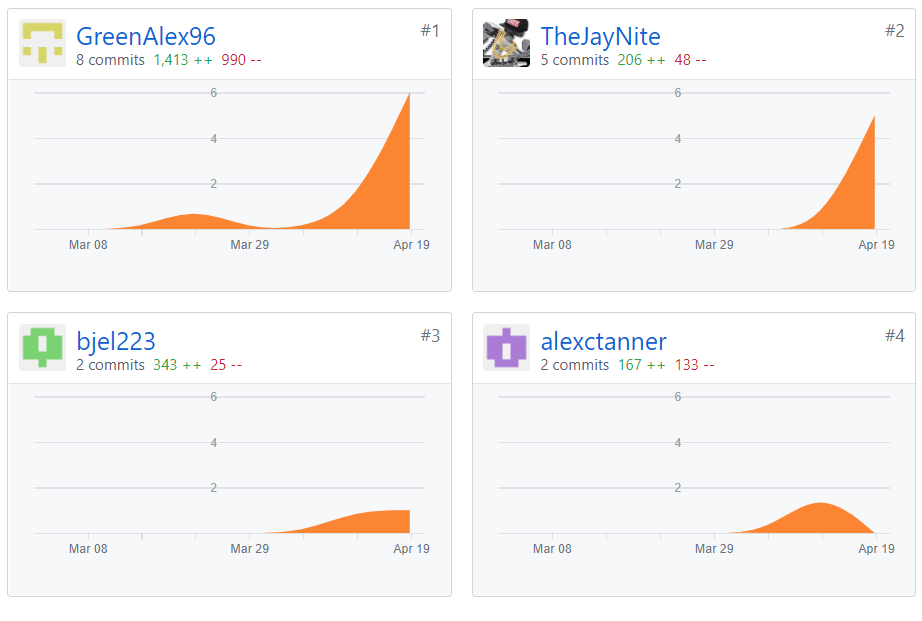 GreenAlex96 #1
8 commits 1,413 ++ 990 --
6
4
2
Mar 08 Mar 29 Apr 19
TheJayNite #2
5 commits 206 ++ 48 --
6
4
2
Mar 08 Mar 29 Apr 19
bjel223 #3
2 commits 343 ++ 25 --
6
4
2
Mar 08 Mar 29 Apr 19
alexctanner #4
2 commits 167 ++ 133 --
6
4
2
Mar 08 Mar 29 Apr 19